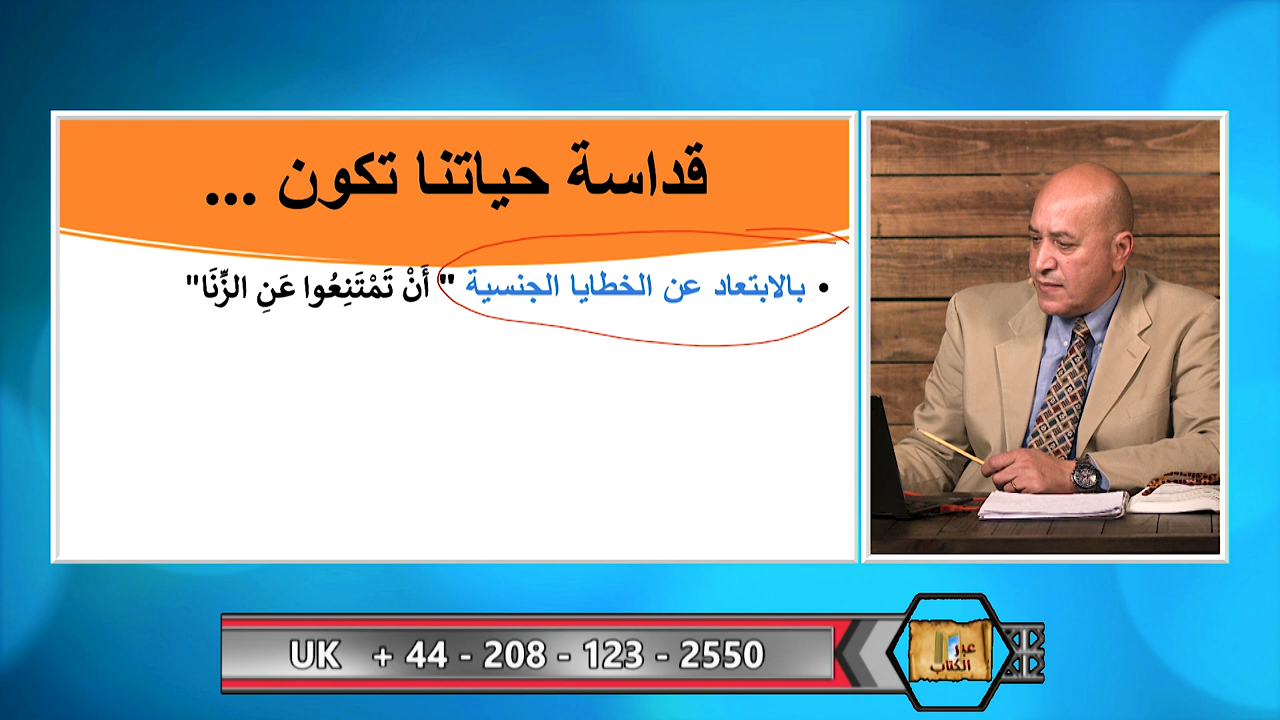 قداسة حياتنا تكون ...
• بالابتعاد عن الخطايا الجنسية " أَنْ تَمْتَنِعُوا عَنِ الزِّنَا"
UK + 44 - 208 - 123 - 2550
عبر
الكتاب